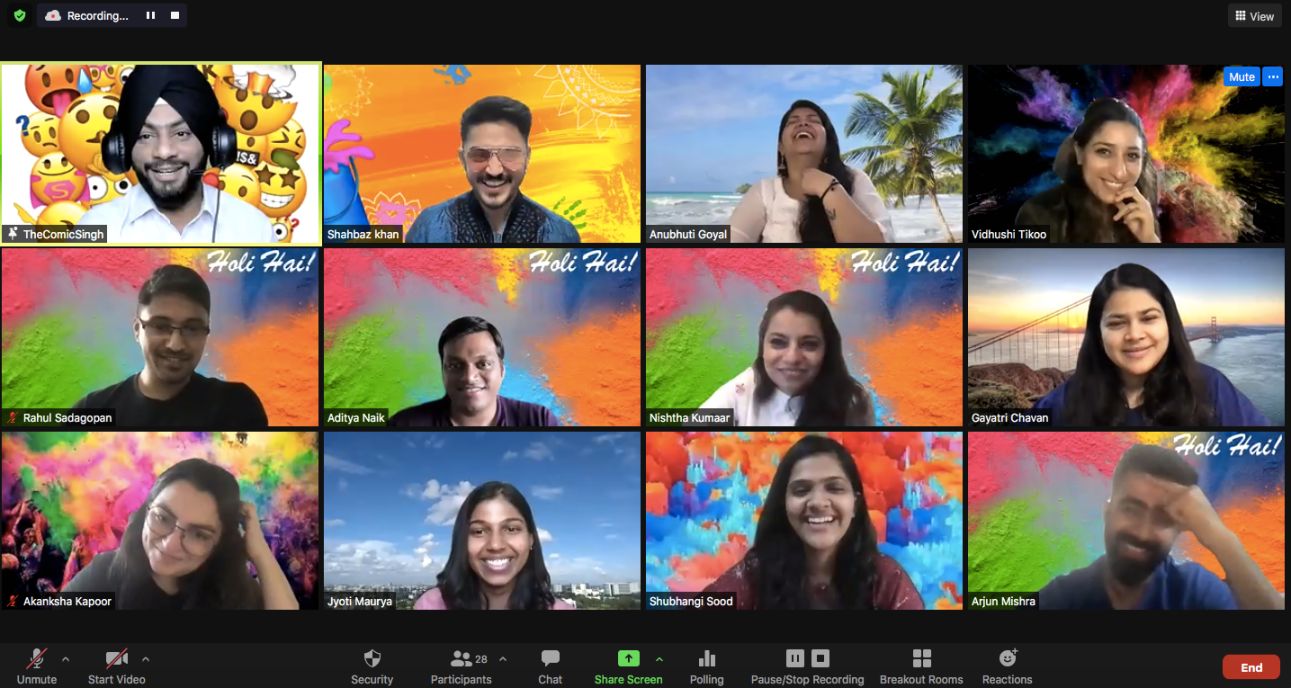 Recording...
View
Mute
TheComicSingh
Shahbaz khan
Anubhuti Goyal
Vidhushi Tikoo
Holi Hai!
Holi Hai!
Holi Hai!
Rahul Sadagopan
Aditya Naik
Nishtha Kumaar
Gayatri Chavan
Holi Hai!
Akanksha Kapoor
Jyoti Maurya
Shubhangi Sood
Arjun Mishra
Unmute
Start Video
Security
28
Participants
Chat
Share Screen
Polling
Pause/Stop Recording
Breakout Rooms
Reactions
End